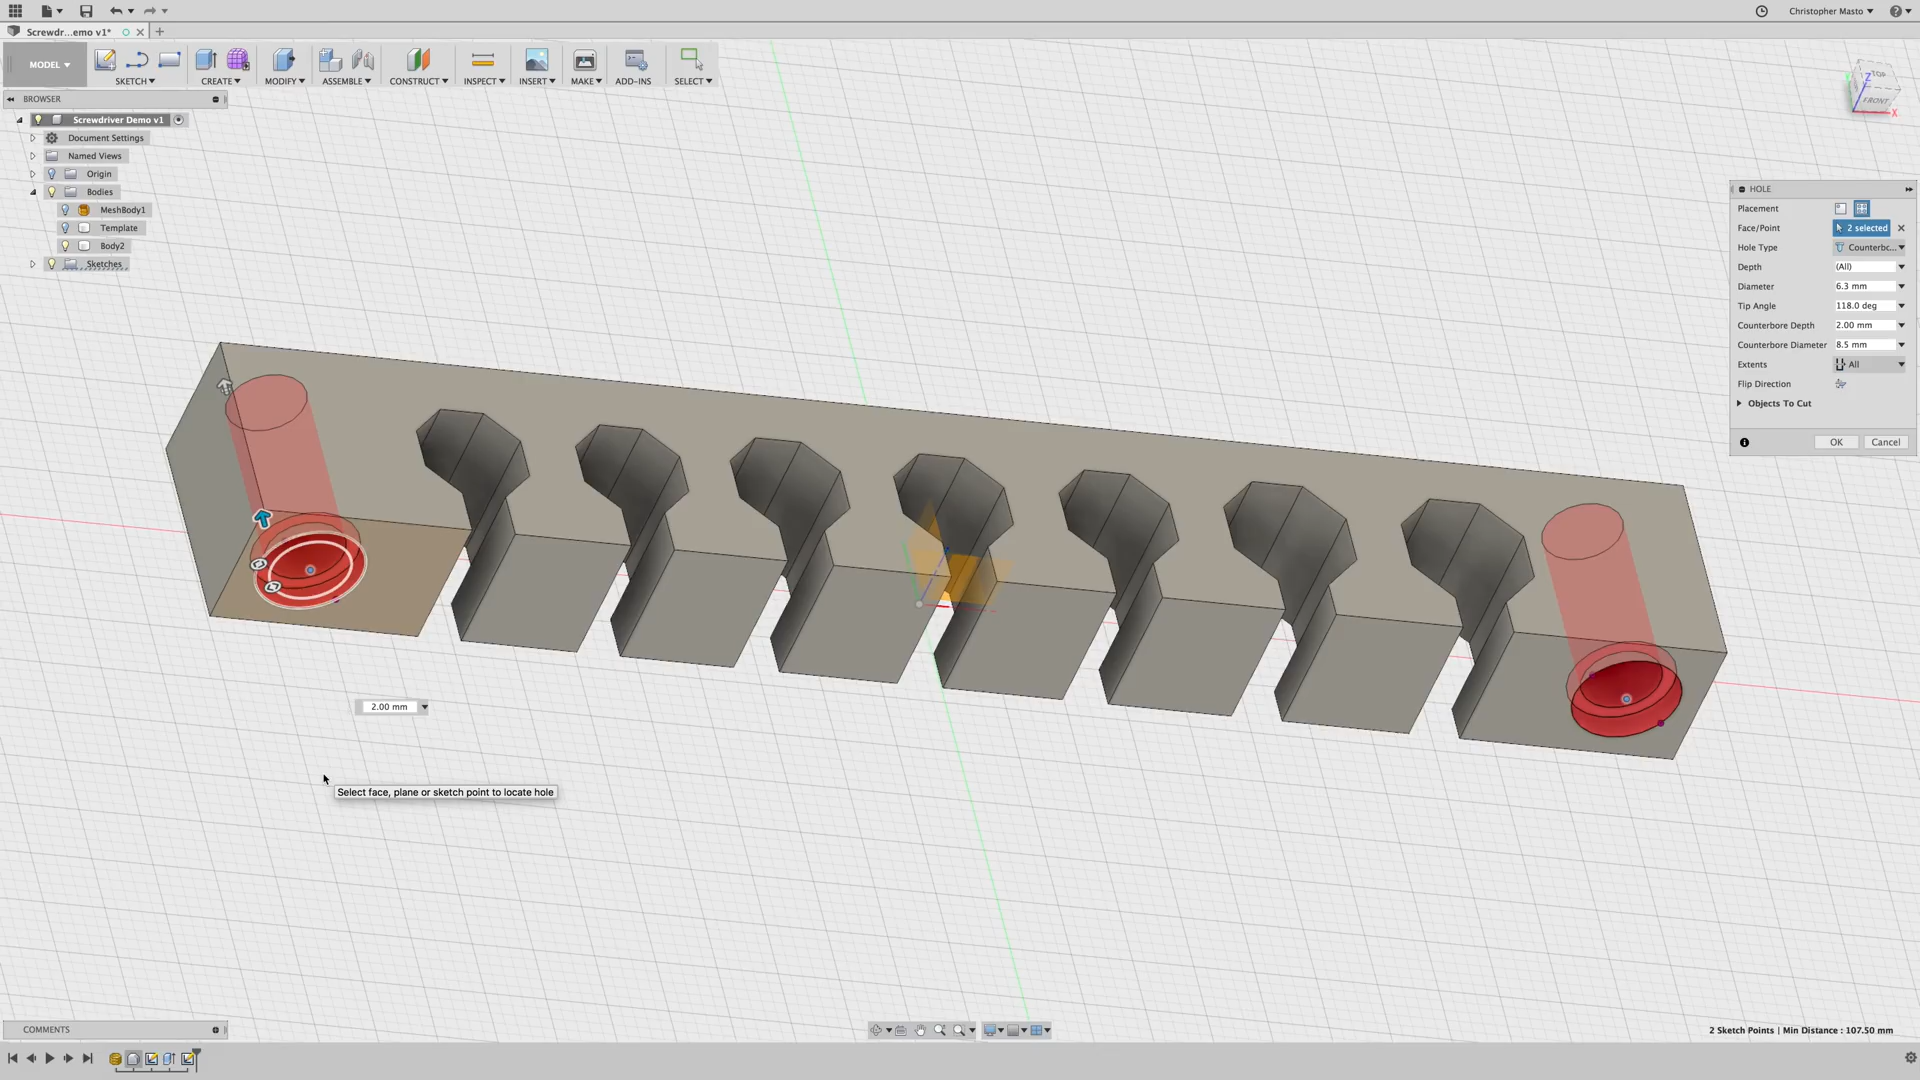 Christopher Masto
Screwdr...emo v1*
MODEL
SKETCH
CREATE
MODIFY
ASSEMBLE
CONSTRUCT
INSPECT
INSERT
MAKE
ADD-INS
SELECT
TOP
FRONT
Z
X
BROWSER
Screwdriver Demo v1
Document Settings
Named Views
Origin
Bodies
MeshBody1
Template
Body2
Sketches
HOLE
Placement
Face/Point 2 selected
Hole Type Counterbc...
Depth (All)
Diameter 6.3 mm
Tip Angle 118.0 deg
Counterbore Depth 2.00 mm
Counterbore Diameter 8.5 mm
Extents All
Flip Direction
Objects To Cut
OK Cancel
2.00 mm
Select face, plane or sketch point to locate hole
COMMENTS
2 Sketch Points | Min Distance : 107.50 mm